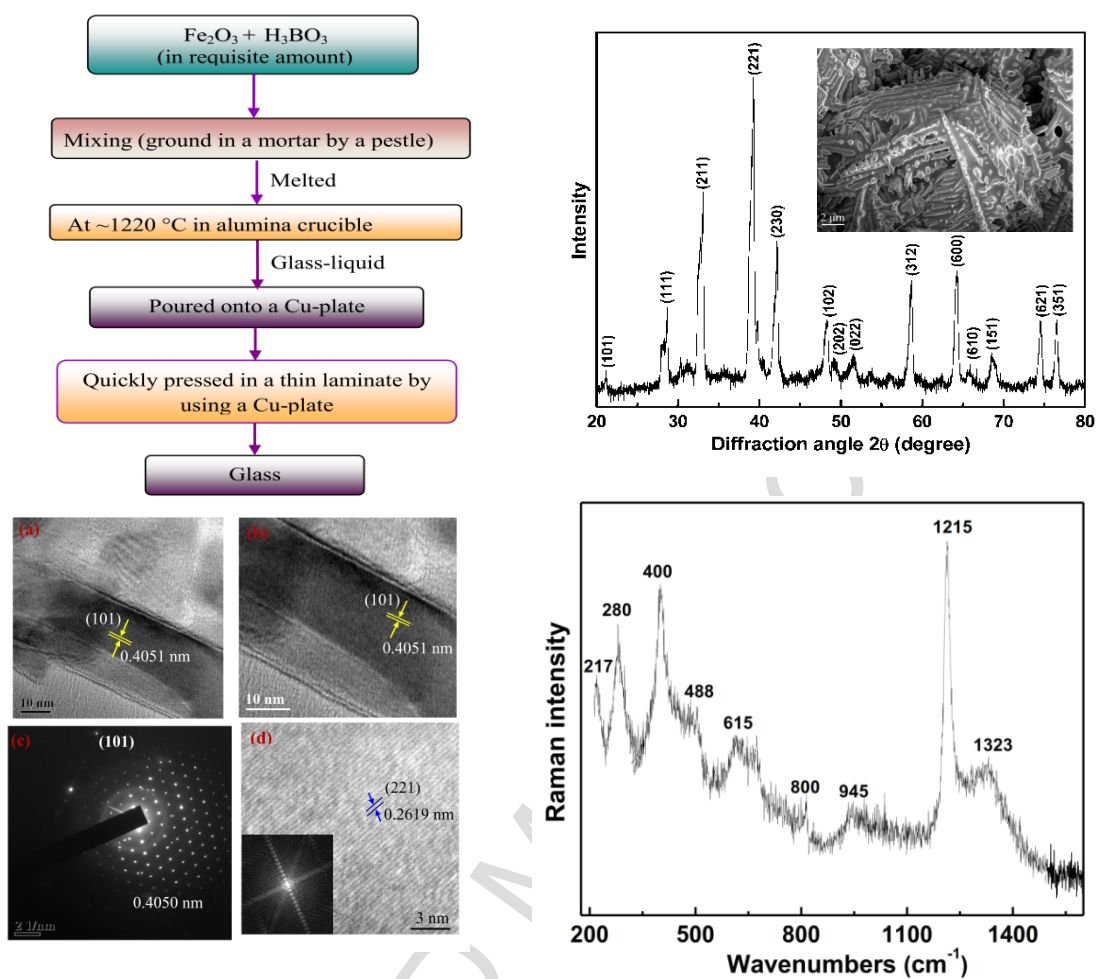 Fe₂O₃ + H₃BO₃
(in requisite amount)
Mixing (ground in a mortar by a pestle)
Melted
At ~1220 °C in alumina crucible
Glass-liquid
Poured onto a Cu-plate
Quickly pressed in a thin laminate by
using a Cu-plate
Glass
Intensity
(101)
(111)
(211)
(221)
(230)
(102)
(202)
(022)
(312)
(600)
(610)
(151)
(621)
(351)
2 µm
20 30 40 50 60 70 80
Diffraction angle 2θ (degree)
(a)
(101)
0.4051 nm
10 nm
(b)
(101)
0.4051 nm
10 nm
(c)
(101)
0.4050 nm
2 1/nm
(d)
(221)
0.2619 nm
3 nm
Raman intensity
217
280
400
488
615
800
945
1215
1323
200 500 800 1100 1400
Wavenumbers (cm⁻¹)